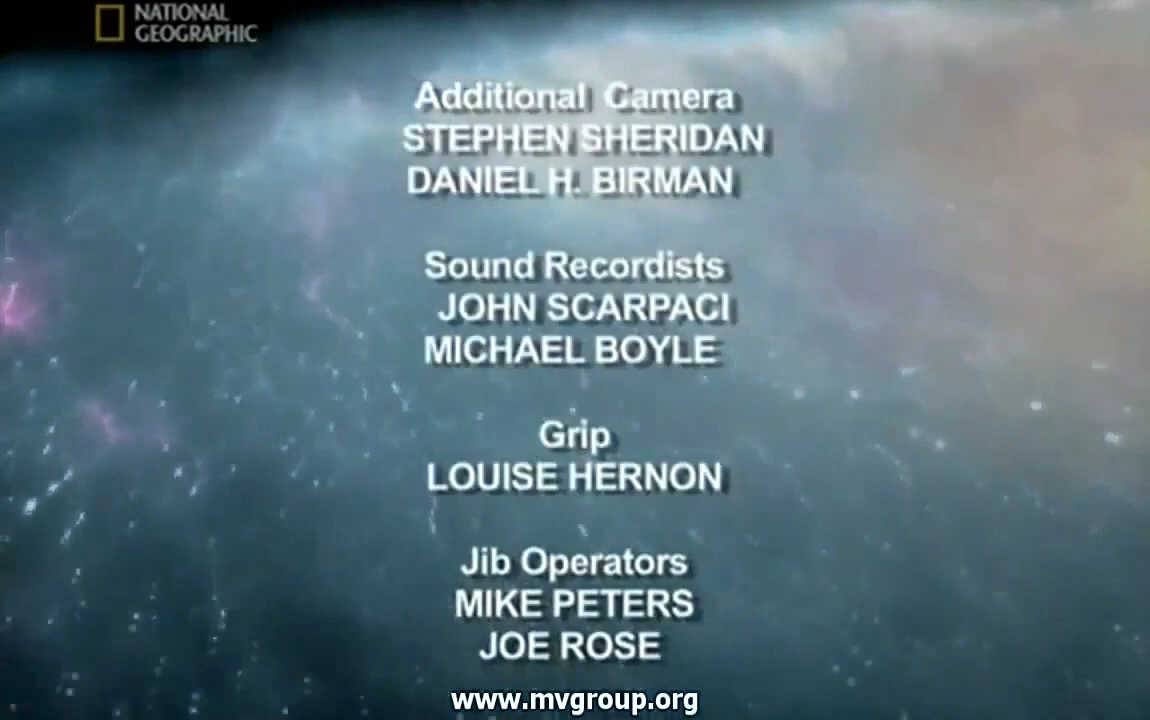 NATIONAL
GEOGRAPHIC
Additional Camera
STEPHEN SHERIDAN
DANIEL H. BIRMAN
Sound Recordists
JOHN SCARPACI
MICHAEL BOYLE
Grip
LOUISE HERNON
Jib Operators
MIKE PETERS
JOE ROSE
www.mvgroup.org